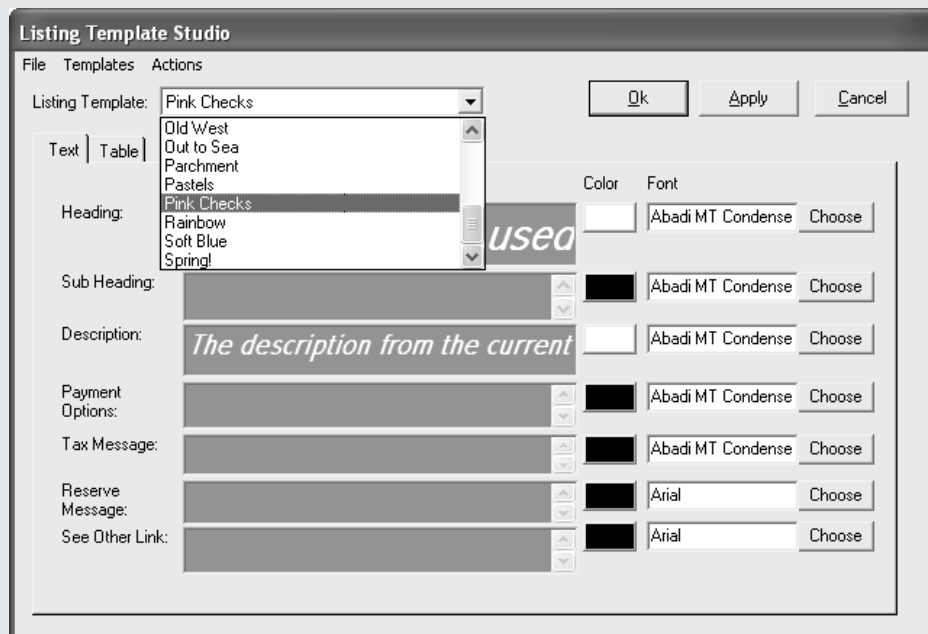 Listing Template Studio
File Templates Actions
Listing Template: Pink Checks
Ok Apply Cancel
Old West
Out to Sea
Parchment
Pastels
Pink Checks
Rainbow
Soft Blue
Spring!
Text Table
Color Font
Heading: used Abadi MT Condense Choose
Sub Heading: Abadi MT Condense Choose
Description: The description from the current Abadi MT Condense Choose
Payment
Options: Abadi MT Condense Choose
Tax Message: Abadi MT Condense Choose
Reserve
Message: Arial Choose
See Other Link: Arial Choose